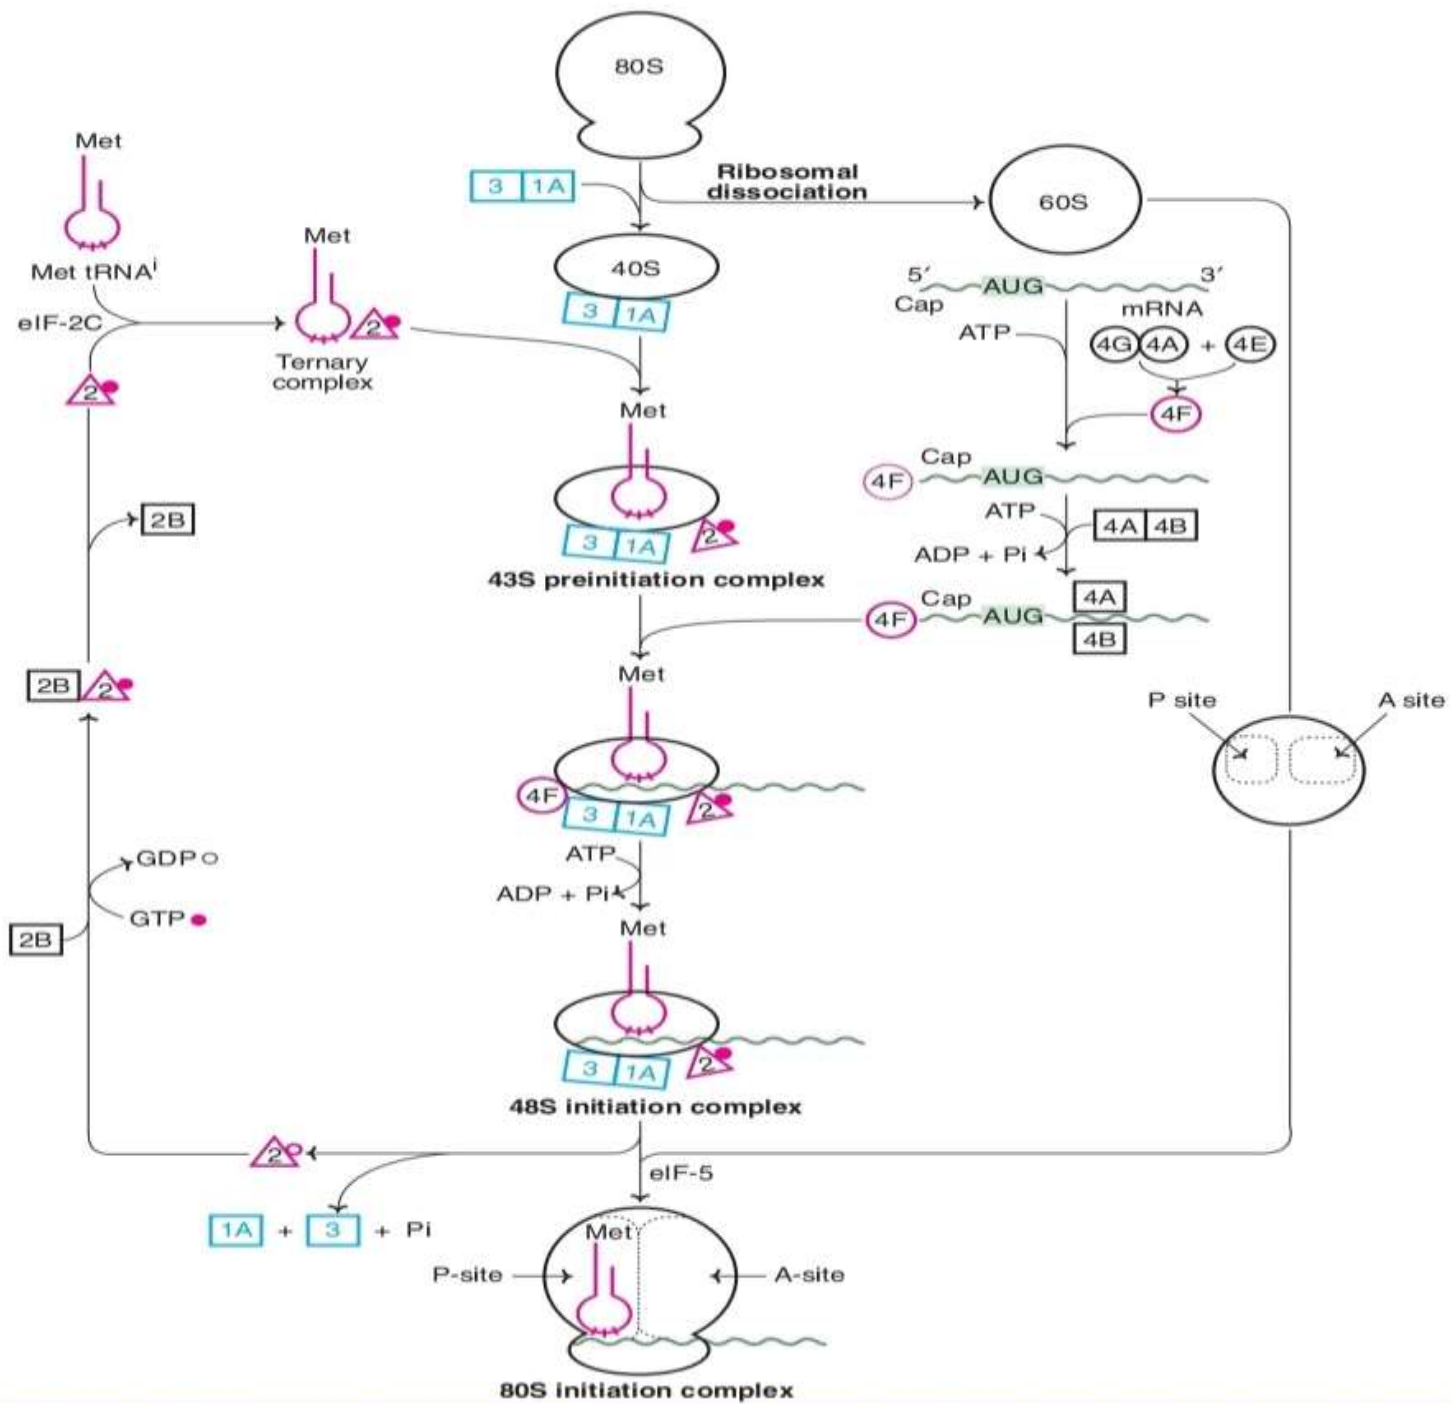 80S
Met
3 1A
Ribosomal
dissociation
60S
Met
Met tRNAⁱ
40S
5′ AUG 3′
Cap
mRNA
3 1A
eIF-2C
2
Ternary
complex
ATP
4G 4A + 4E
2
Met
4F
Cap
4F AUG
2B
ATP
4A 4B
3 1A
2
ADP + Pi
43S preinitiation complex
Cap
4A
4F AUG
4B
Met
2B 2
P site
A site
4F
3 1A
2
ATP
GDP
ADP + Pi
GTP
Met
2B
3 1A
2
48S initiation complex
2
eIF-5
1A + 3 + Pi
Met
P-site
A-site
80S initiation complex